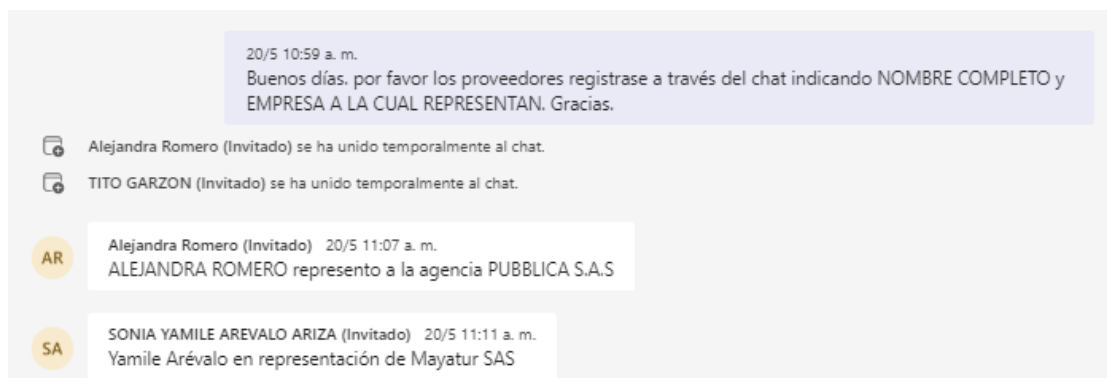 20/5 10:59 a. m.
Buenos días. por favor los proveedores registrase a través del chat indicando NOMBRE COMPLETO y
EMPRESA A LA CUAL REPRESENTAN. Gracias.
Alejandra Romero (Invitado) se ha unido temporalmente al chat.
TITO GARZON (Invitado) se ha unido temporalmente al chat.
AR
Alejandra Romero (Invitado) 20/5 11:07 a. m.
ALEJANDRA ROMERO represento a la agencia PUBBLICA S.A.S
SA
SONIA YAMILE AREVALO ARIZA (Invitado) 20/5 11:11 a. m.
Yamile Arévalo en representación de Mayatur SAS